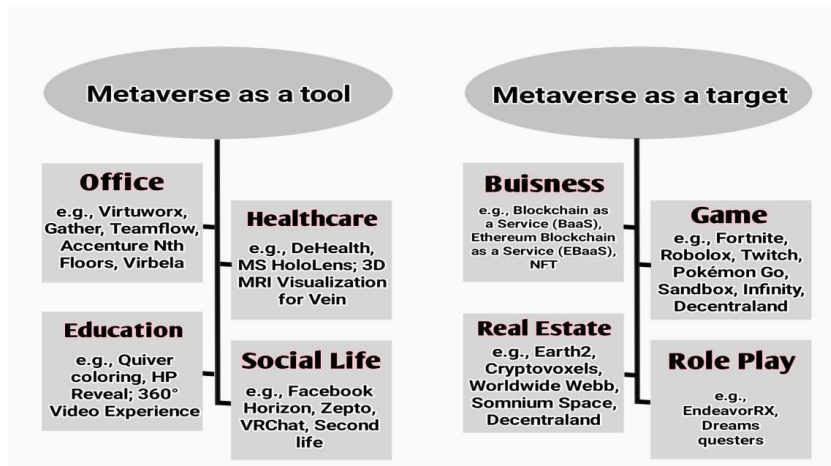 Metaverse as a tool
Office
e.g., Virtuworx,
Gather, Teamflow,
Accenture Nth
Floors, Virbela
Healthcare
e.g., DeHealth,
MS HoloLens; 3D
MRI Visualization
for Vein
Education
e.g., Quiver
coloring, HP
Reveal; 360°
Video Experience
Social Life
e.g., Facebook
Horizon, Zepto,
VRChat, Second
life
Metaverse as a target
Buisness
e.g., Blockchain as
a Service (BaaS),
Ethereum Blockchain
as a Service (EBaaS),
NFT
Game
e.g., Fortnite,
Robolox, Twitch,
Pokémon Go,
Sandbox, Infinity,
Decentraland
Real Estate
e.g., Earth2,
Cryptovoxels,
Worldwide Webb,
Somnium Space,
Decentraland
Role Play
e.g.,
EndeavorRX,
Dreams
questers